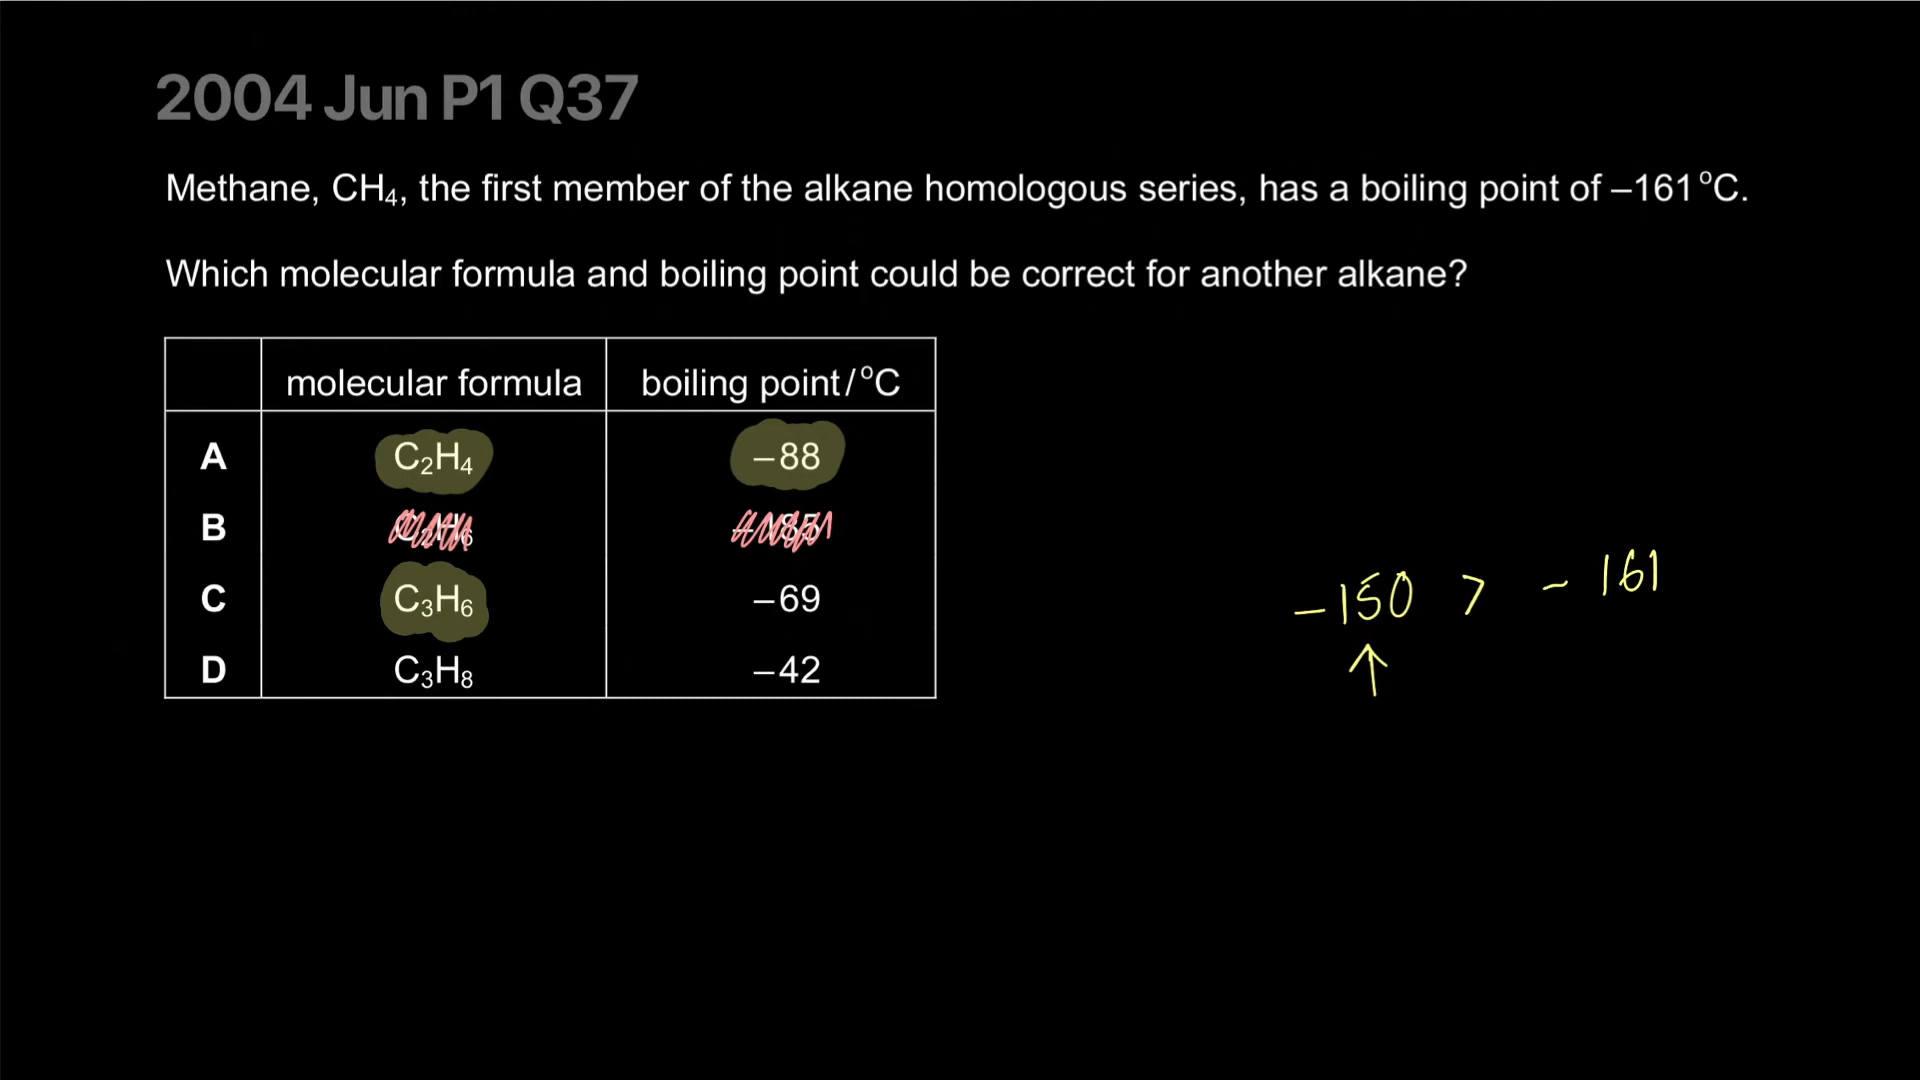 2004 Jun P1 Q37
Methane, CH₄, the first member of the alkane homologous series, has a boiling point of –161 °C.
Which molecular formula and boiling point could be correct for another alkane?
molecular formula boiling point / °C
A C₂H₄ –88
B C₂H₆ –185
C C₃H₆ –69
D C₃H₈ –42
–150 > – 161